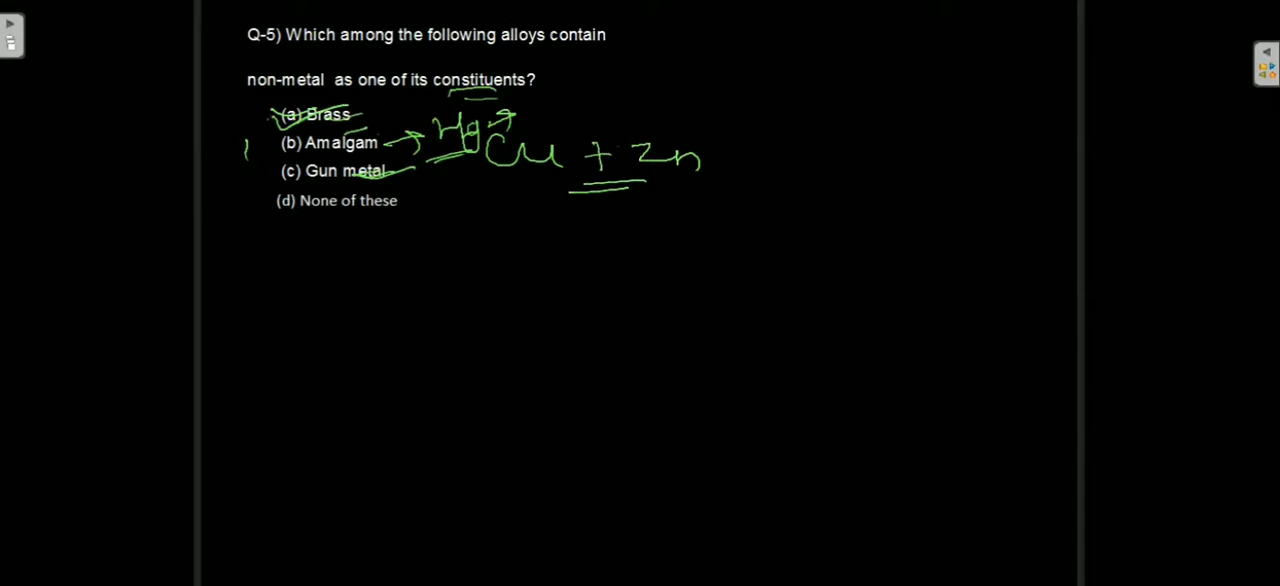 Q-5) Which among the following alloys contain
non-metal as one of its constituents?
(a) Brass
(b) Amalgam Hg
Cu + Zn
(c) Gun metal
(d) None of these